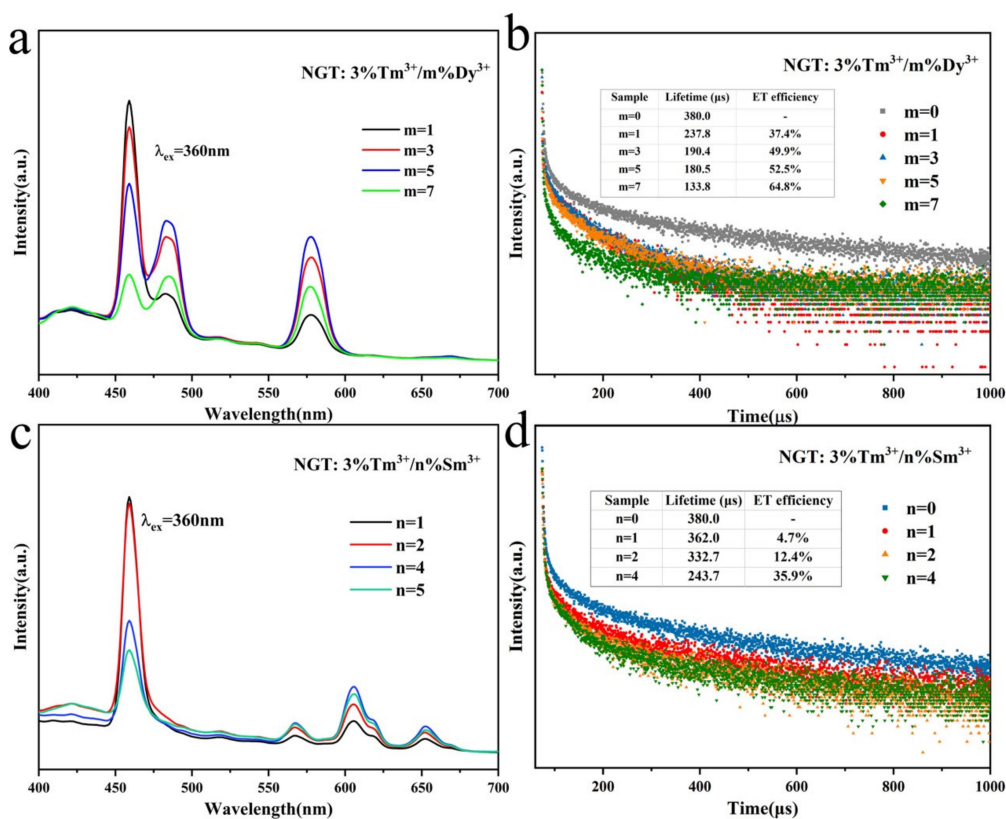 a
NGT: 3%Tm³⁺/m%Dy³⁺
λex=360nm
m=1
m=3
m=5
m=7
Intensity(a.u.)
400 450 500 550 600 650 700
Wavelength(nm)
b
NGT: 3%Tm³⁺/m%Dy³⁺
Sample Lifetime (μs) ET efficiency
m=0 380.0 -
m=1 237.8 37.4%
m=3 190.4 49.9%
m=5 180.5 52.5%
m=7 133.8 64.8%
m=0
m=1
m=3
m=5
m=7
Intensity(a.u.)
200 400 600 800 1000
Time(μs)
c
NGT: 3%Tm³⁺/n%Sm³⁺
λex=360nm
n=1
n=2
n=4
n=5
Intensity(a.u.)
400 450 500 550 600 650 700
Wavelength(nm)
d
NGT: 3%Tm³⁺/n%Sm³⁺
Sample Lifetime (μs) ET efficiency
n=0 380.0 -
n=1 362.0 4.7%
n=2 332.7 12.4%
n=4 243.7 35.9%
n=0
n=1
n=2
n=4
Intensity(a.u.)
200 400 600 800 1000
Time(μs)